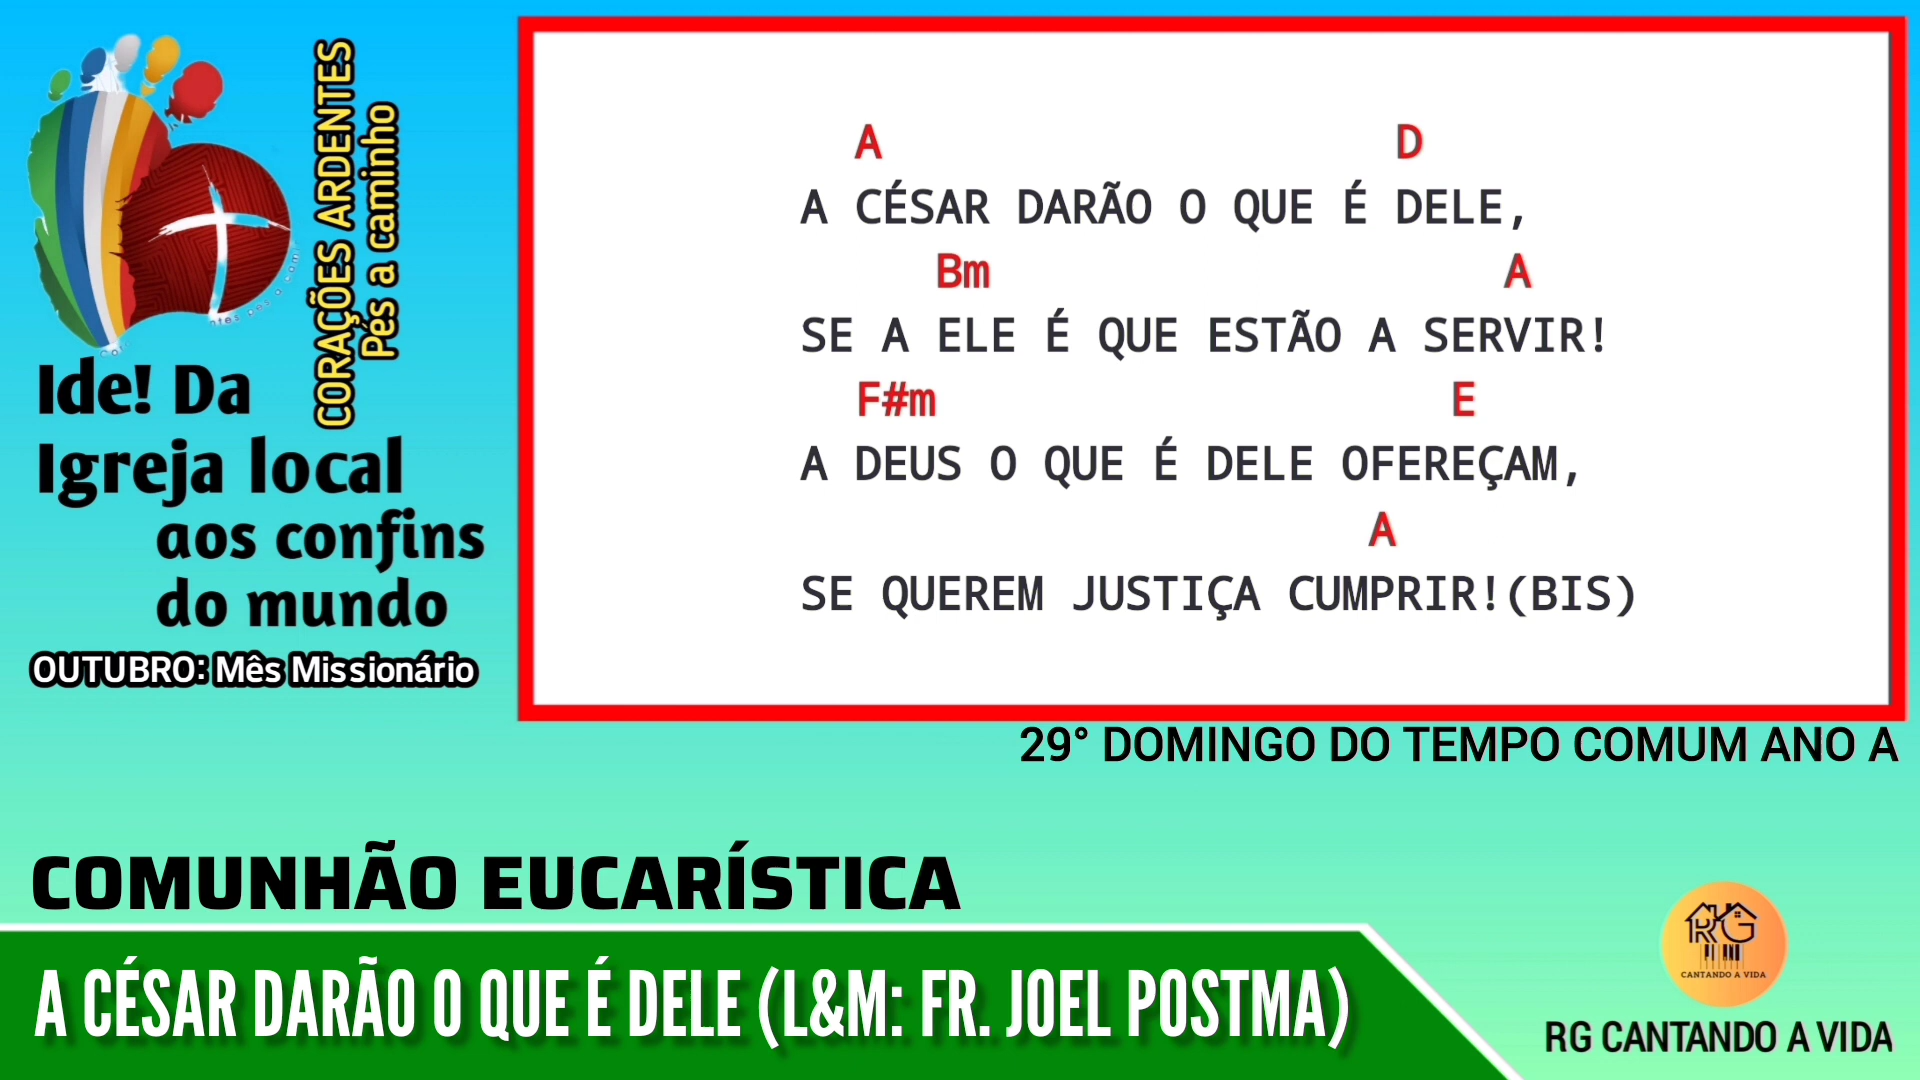 CORAÇÕES ARDENTES
Pés a caminho
Ide! Da
Igreja local
aos confins
do mundo
OUTUBRO: Mês Missionário
A D
A CÉSAR DARÃO O QUE É DELE,
Bm A
SE A ELE É QUE ESTÃO A SERVIR!
F#m E
A DEUS O QUE É DELE OFEREÇAM,
A
SE QUEREM JUSTIÇA CUMPRIR!(BIS)
29° DOMINGO DO TEMPO COMUM ANO A
COMUNHÃO EUCARÍSTICA
A CÉSAR DARÃO O QUE É DELE (L&M: FR. JOEL POSTMA)
RG
CANTANDO A VIDA
RG CANTANDO A VIDA